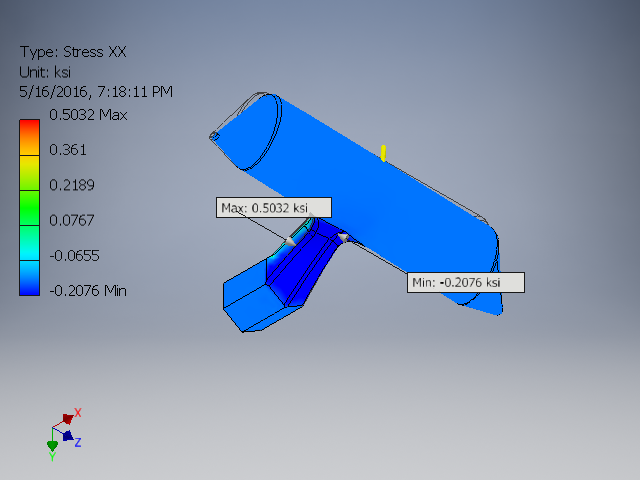 Type: Stress XX
Unit: ksi
5/16/2016, 7:18:11 PM
0.5032 Max
0.361
0.2189
0.0767
-0.0655
-0.2076 Min
Max: 0.5032 ksi
Min: -0.2076 ksi
X
Z
Y